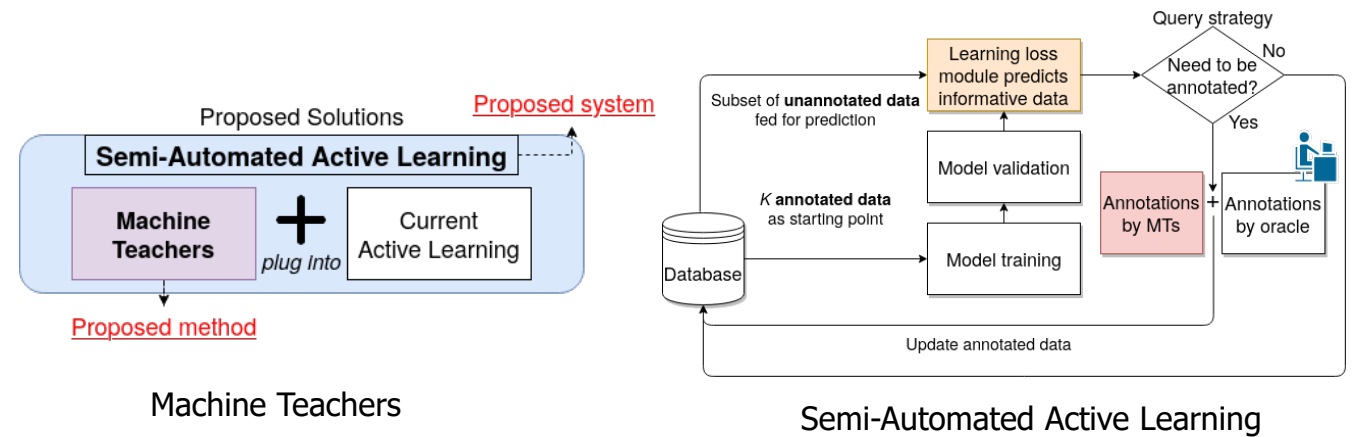 Proposed Solutions
Proposed system
Semi-Automated Active Learning
Machine
Teachers
plug into
Current
Active Learning
Proposed method
Machine Teachers
Query strategy
Learning loss
module predicts
informative data
Need to be
annotated?
No
Yes
Subset of unannotated data
fed for prediction
Model validation
K annotated data
as starting point
Annotations
by MTs
+
Annotations
by oracle
Database
Model training
Update annotated data
Semi-Automated Active Learning